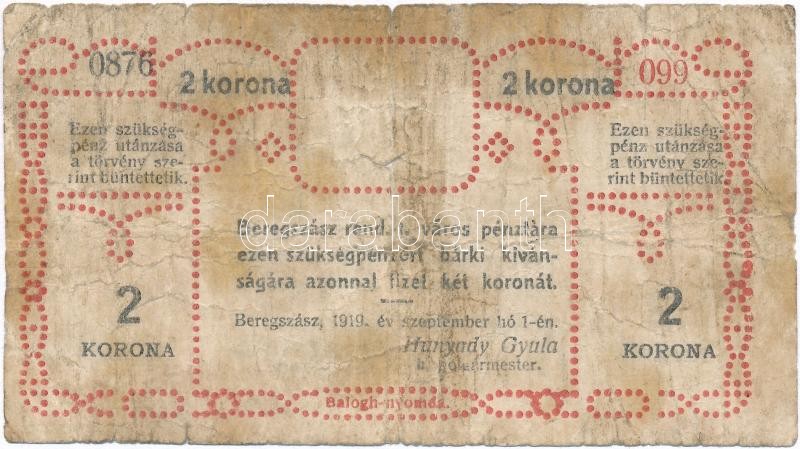 0876
2 korona
2 korona
099
Ezen szükség-
pénz utánzása
a törvény sze-
rint büntettetik.
Ezen szükség-
pénz utánzása
a törvény sze-
rint büntettetik.
darabanth
Beregszász rend. t. város pénztára
ezen szükségpénzért bárki kiván-
ságára azonnal fizet két koronát.
Beregszász, 1919. év szeptember hó 1-én.
Hunyady Gyula
h. polgármester.
2
KORONA
2
KORONA
Balogh-nyomda.